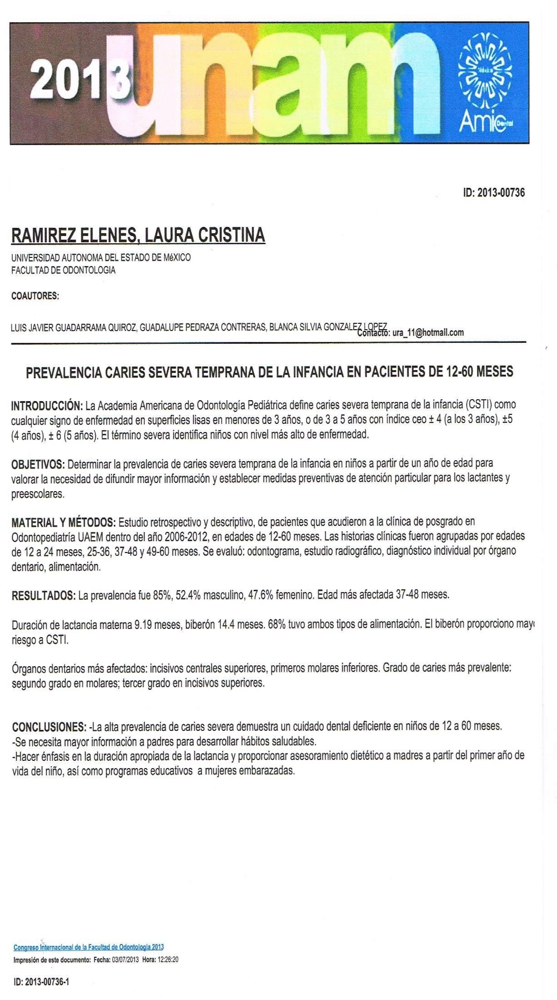 2013 unam
México
Amic Dental
ID: 2013-00736
RAMIREZ ELENES, LAURA CRISTINA
UNIVERSIDAD AUTONOMA DEL ESTADO DE MéXICO
FACULTAD DE ODONTOLOGIA
COAUTORES:
LUIS JAVIER GUADARRAMA QUIROZ, GUADALUPE PEDRAZA CONTRERAS, BLANCA SILVIA GONZALEZ LOPEZ
Contacto: ura_11@hotmail.com
PREVALENCIA CARIES SEVERA TEMPRANA DE LA INFANCIA EN PACIENTES DE 12-60 MESES
INTRODUCCIÓN: La Academia Americana de Odontología Pediátrica define caries severa temprana de la infancia (CSTI) como
cualquier signo de enfermedad en superficies lisas en menores de 3 años, o de 3 a 5 años con índice ceo ± 4 (a los 3 años), ±5
(4 años), ± 6 (5 años). El término severa identifica niños con nivel más alto de enfermedad.
OBJETIVOS: Determinar la prevalencia de caries severa temprana de la infancia en niños a partir de un año de edad para
valorar la necesidad de difundir mayor información y establecer medidas preventivas de atención particular para los lactantes y
preescolares.
MATERIAL Y MÉTODOS: Estudio retrospectivo y descriptivo, de pacientes que acudieron a la clínica de posgrado en
Odontopediatría UAEM dentro del año 2006-2012, en edades de 12-60 meses. Las historias clínicas fueron agrupadas por edades
de 12 a 24 meses, 25-36, 37-48 y 49-60 meses. Se evaluó: odontograma, estudio radiográfico, diagnóstico individual por órgano
dentario, alimentación.
RESULTADOS: La prevalencia fue 85%, 52.4% masculino, 47.6% femenino. Edad más afectada 37-48 meses.
Duración de lactancia materna 9.19 meses, biberón 14.4 meses. 68% tuvo ambos tipos de alimentación. El biberón proporciono may
riesgo a CSTI.
Órganos dentarios más afectados: incisivos centrales superiores, primeros molares inferiores. Grado de caries más prevalente:
segundo grado en molares; tercer grado en incisivos superiores.
CONCLUSIONES: -La alta prevalencia de caries severa demuestra un cuidado dental deficiente en niños de 12 a 60 meses.
-Se necesita mayor información a padres para desarrollar hábitos saludables.
-Hacer énfasis en la duración apropiada de la lactancia y proporcionar asesoramiento dietético a madres a partir del primer año de
vida del niño, así como programas educativos a mujeres embarazadas.
Congreso Internacional de la Facultad de Odontología 2013
Impresión de este documento: Fecha: 03/07/2013 Hora: 12:26:20
ID: 2013-00736-1